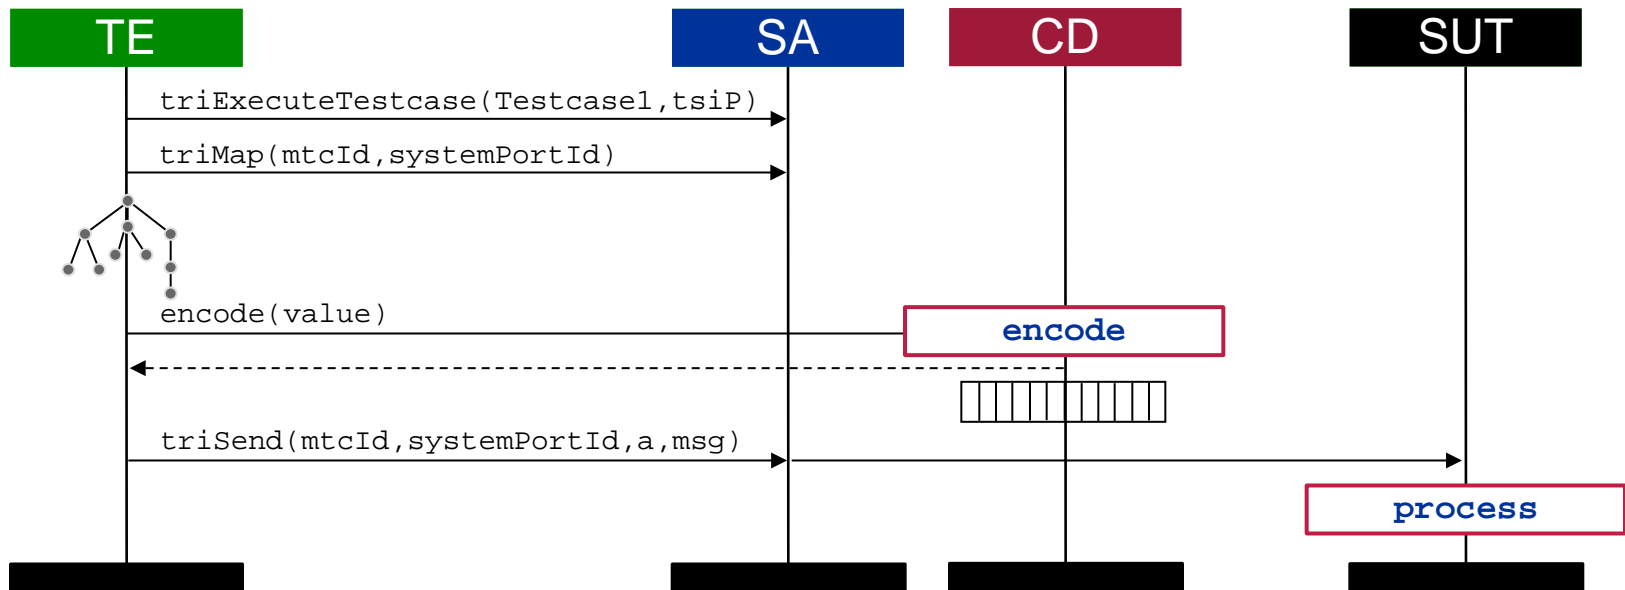 TE
SA
CD
SUT
triExecuteTestcase(Testcase1,tsiP)
triMap(mtcId,systemPortId)
encode(value)
encode
triSend(mtcId,systemPortId,a,msg)
process